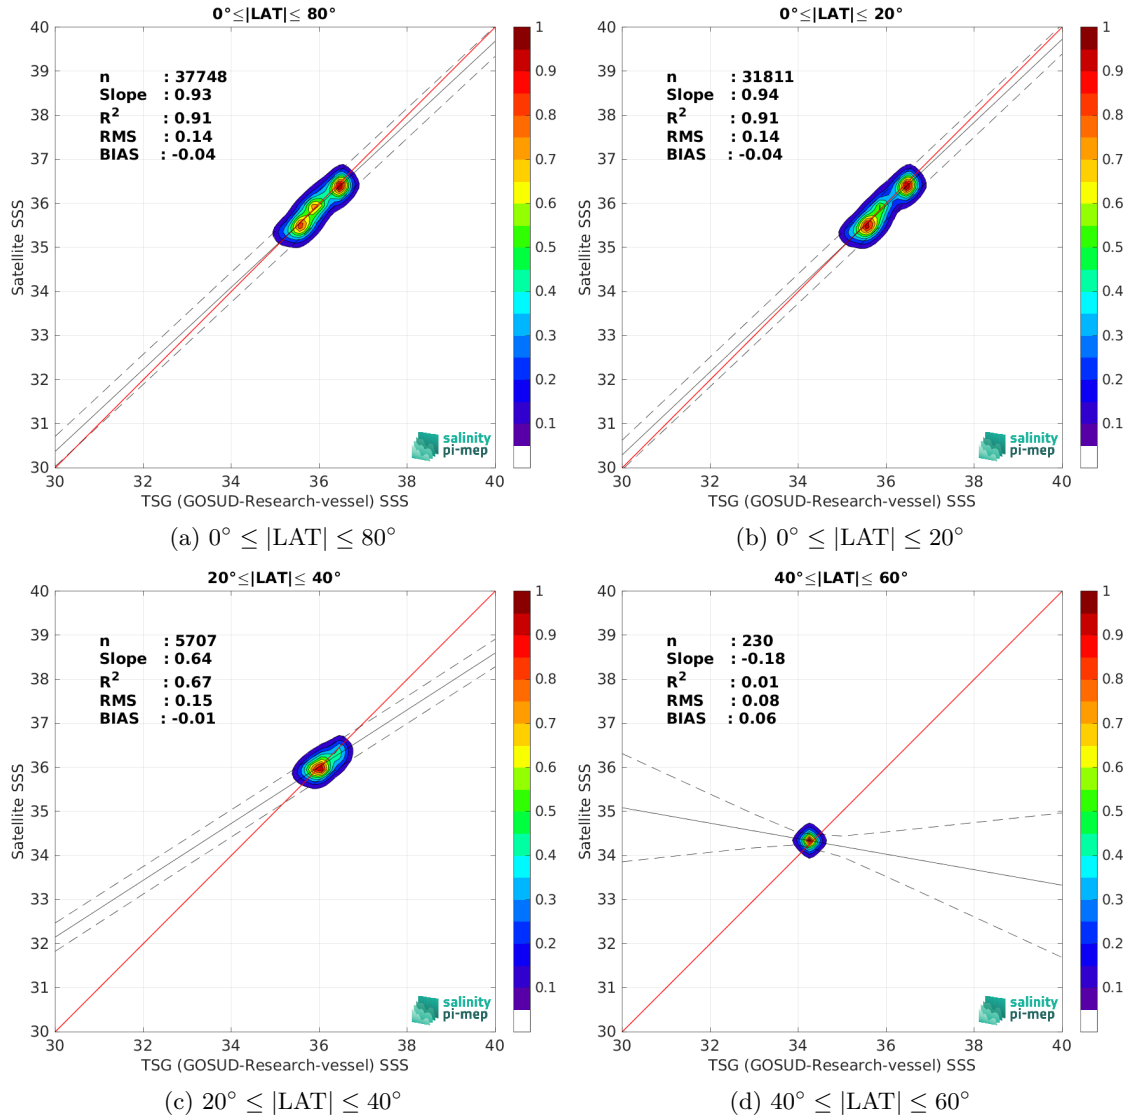 0°≤|LAT|≤ 80°
n : 37748
Slope : 0.93
R² : 0.91
RMS : 0.14
BIAS : -0.04
40
39
38
37
36
35
34
33
32
31
30
Satellite SSS
30 32 34 36 38 40
TSG (GOSUD-Research-vessel) SSS
1
0.9
0.8
0.7
0.6
0.5
0.4
0.3
0.2
0.1
salinity
pi-mep
(a) 0° ≤ |LAT| ≤ 80°
0°≤|LAT|≤ 20°
n : 31811
Slope : 0.94
R² : 0.91
RMS : 0.14
BIAS : -0.04
40
39
38
37
36
35
34
33
32
31
30
Satellite SSS
30 32 34 36 38 40
TSG (GOSUD-Research-vessel) SSS
1
0.9
0.8
0.7
0.6
0.5
0.4
0.3
0.2
0.1
salinity
pi-mep
(b) 0° ≤ |LAT| ≤ 20°
20°≤|LAT|≤ 40°
n : 5707
Slope : 0.64
R² : 0.67
RMS : 0.15
BIAS : -0.01
40
39
38
37
36
35
34
33
32
31
30
Satellite SSS
30 32 34 36 38 40
TSG (GOSUD-Research-vessel) SSS
1
0.9
0.8
0.7
0.6
0.5
0.4
0.3
0.2
0.1
salinity
pi-mep
(c) 20° ≤ |LAT| ≤ 40°
40°≤|LAT|≤ 60°
n : 230
Slope : -0.18
R² : 0.01
RMS : 0.08
BIAS : 0.06
40
39
38
37
36
35
34
33
32
31
30
Satellite SSS
30 32 34 36 38 40
TSG (GOSUD-Research-vessel) SSS
1
0.9
0.8
0.7
0.6
0.5
0.4
0.3
0.2
0.1
salinity
pi-mep
(d) 40° ≤ |LAT| ≤ 60°